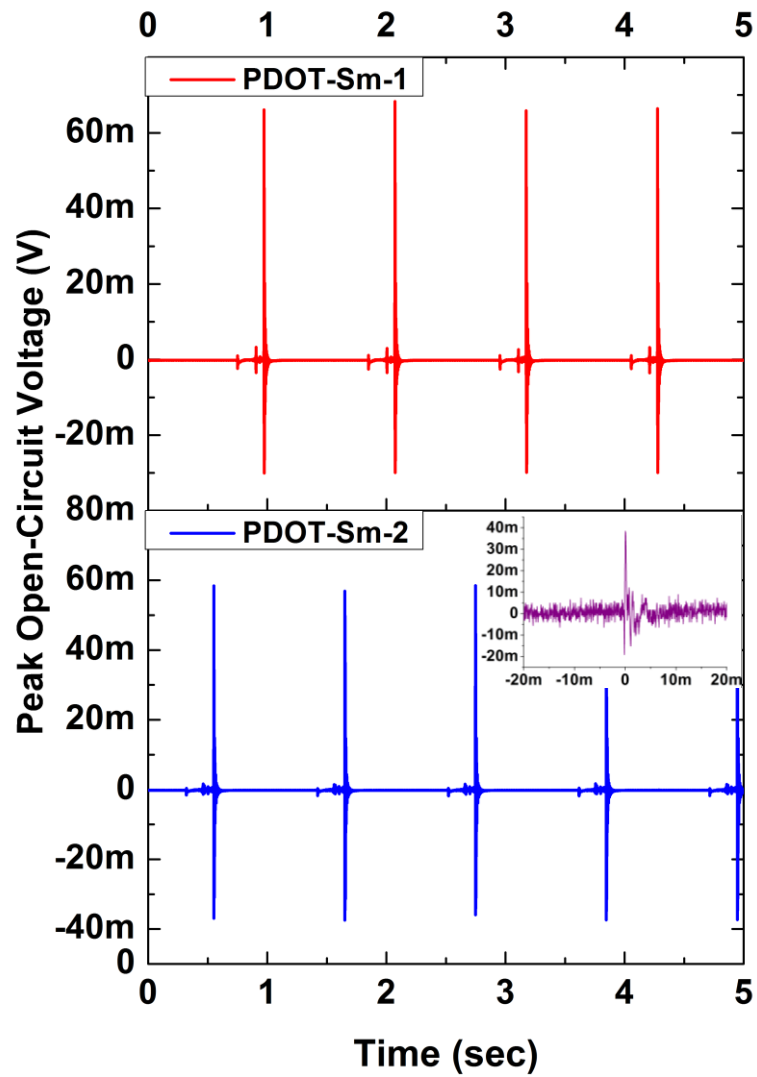 0 1 2 3 4 5
PDOT-Sm-1
60m
40m
20m
0
-20m
Peak Open-Circuit Voltage (V)
80m
PDOT-Sm-2
60m
40m
20m
0
-20m
-40m
0
40m
30m
20m
10m
0
-10m
-20m
-20m -10m 0 10m 20m
0 1 2 3 4 5
Time (sec)